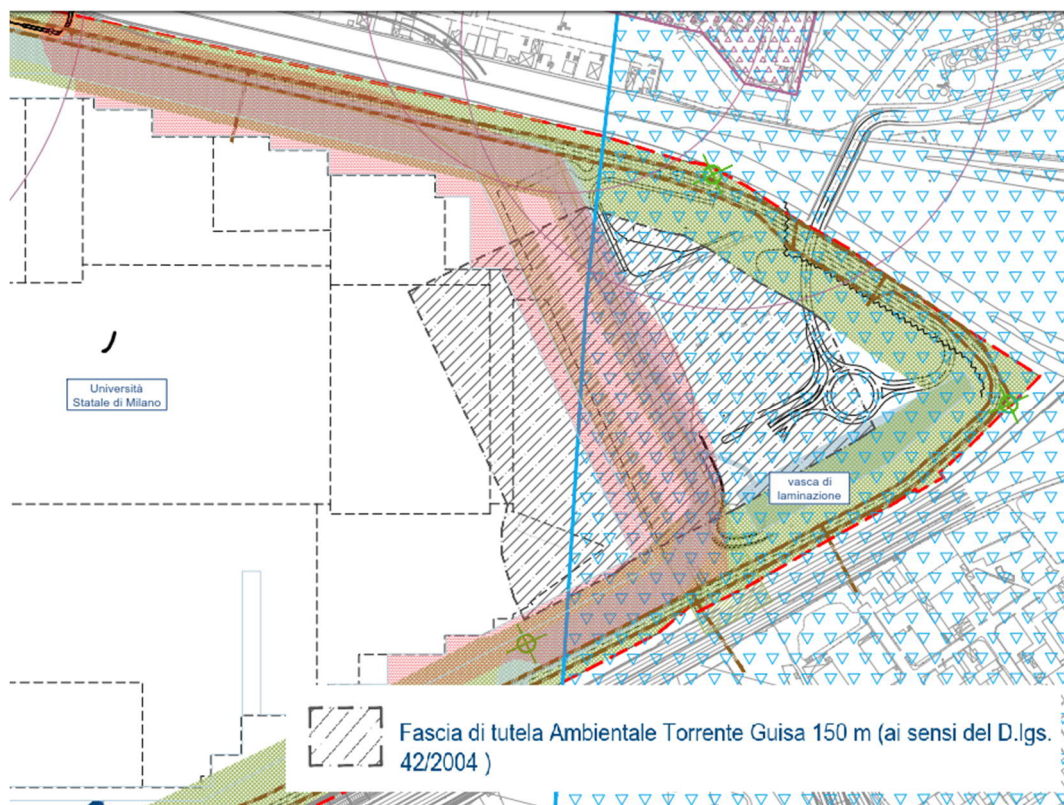 Università
Statale di Milano
vasca di
laminazione
Fascia di tutela Ambientale Torrente Guisa 150 m (ai sensi del D.lgs.
42/2004 )